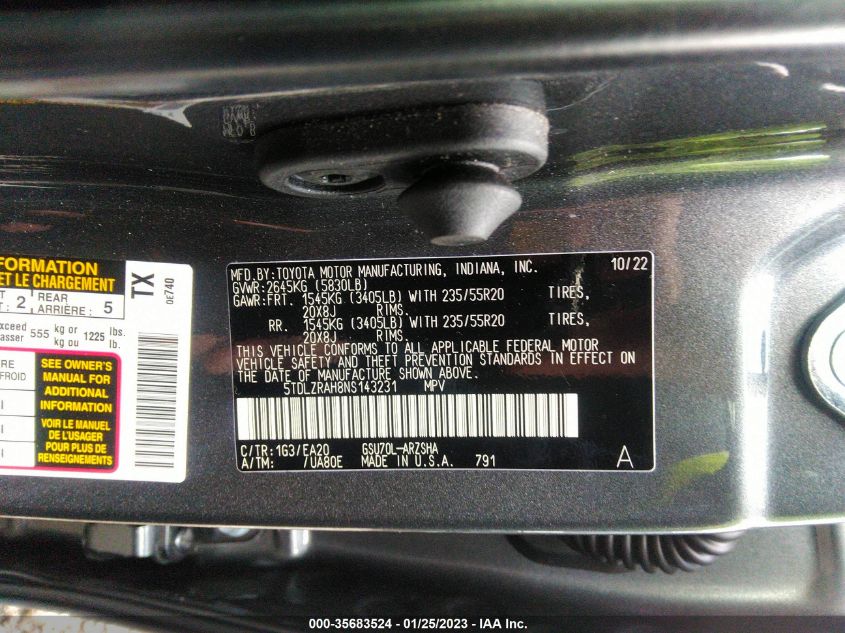 FORMATION
ET LE CHARGEMENT
2
REAR
ARRIÈRE :
5
555 kg or 1225 lbs.
kg ou lb.
SEE OWNER'S
MANUAL FOR
ADDITIONAL
INFORMATION
VOIR LE MANUEL
DE L'USAGER
POUR PLUS DE
RENSEIGNEMENTS
TX
0E740
MFD.BY:TOYOTA MOTOR MANUFACTURING, INDIANA, INC. 10/22
GVWR:2645KG (5830LB)
GAWR:FRT. 1545KG (3405LB) WITH 235/55R20 TIRES,
20X8J RIMS.
RR. 1545KG (3405LB) WITH 235/55R20 TIRES,
20X8J RIMS.
THIS VEHICLE CONFORMS TO ALL APPLICABLE FEDERAL MOTOR
VEHICLE SAFETY AND THEFT PREVENTION STANDARDS IN EFFECT ON
THE DATE OF MANUFACTURE SHOWN ABOVE.
5TDLZRAH8NS143231 MPV
C/TR:1G3/EA20 GSU70L-ARZSHA
A/TM: /UA80E MADE IN U.S.A. 791 A
000-35683524 - 01/25/2023 - IAA Inc.